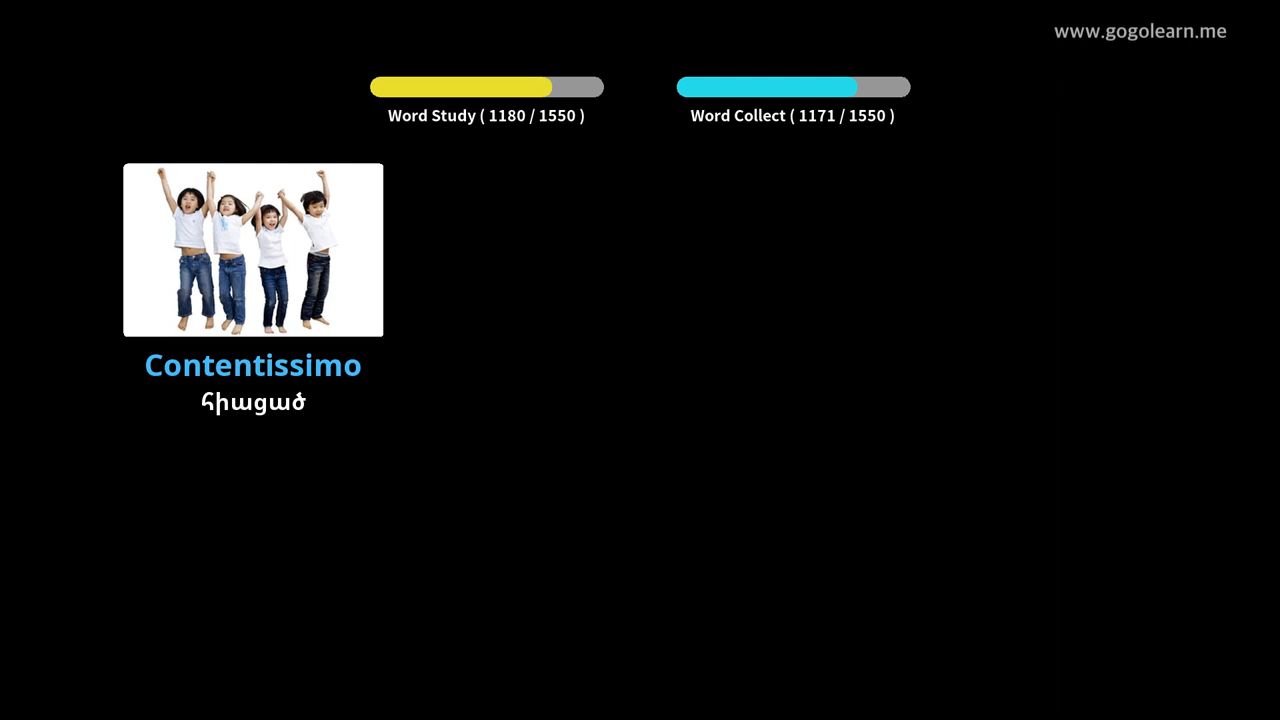 www.gogolearn.me
Word Study ( 1180 / 1550 )
Word Collect ( 1171 / 1550 )
Contentissimo
հիացած